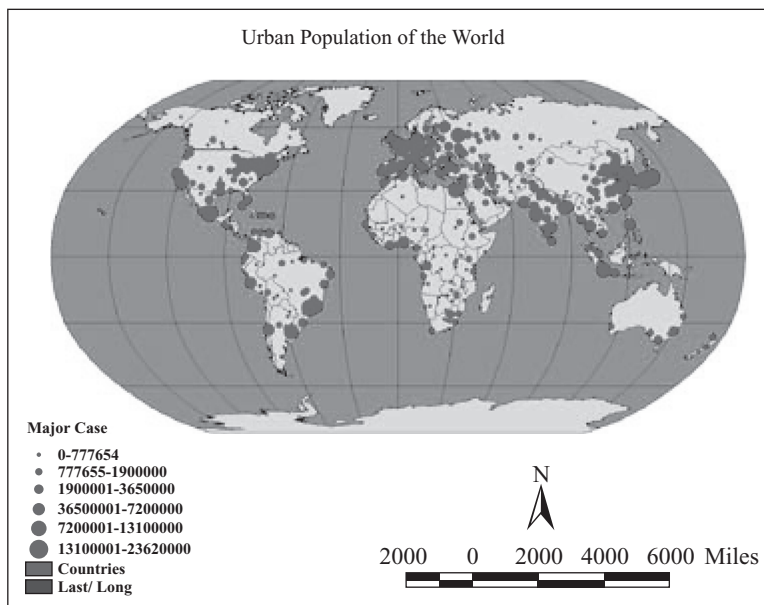 Urban Population of the World
Major Case
0-777654
777655-1900000
1900001-3650000
36500001-7200000
7200001-13100000
13100001-23620000
Countries
Last/ Long
N
2000 0 2000 4000 6000 Miles